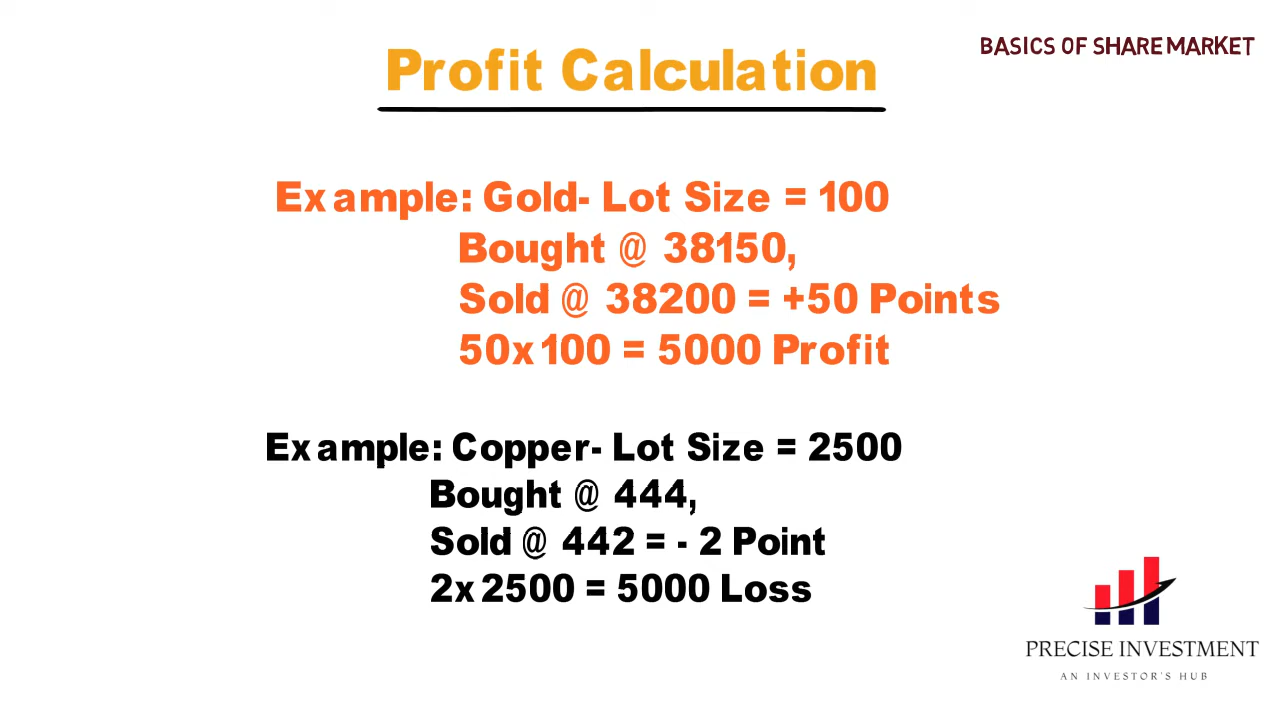 BASICS OF SHARE MARKET
Profit Calculation
Example: Gold- Lot Size = 100
Bought @ 38150,
Sold @ 38200 = +50 Points
50x100 = 5000 Profit
Example: Copper- Lot Size = 2500
Bought @ 444,
Sold @ 442 = - 2 Point
2x2500 = 5000 Loss
PRECISE INVESTMENT
AN INVESTOR'S HUB